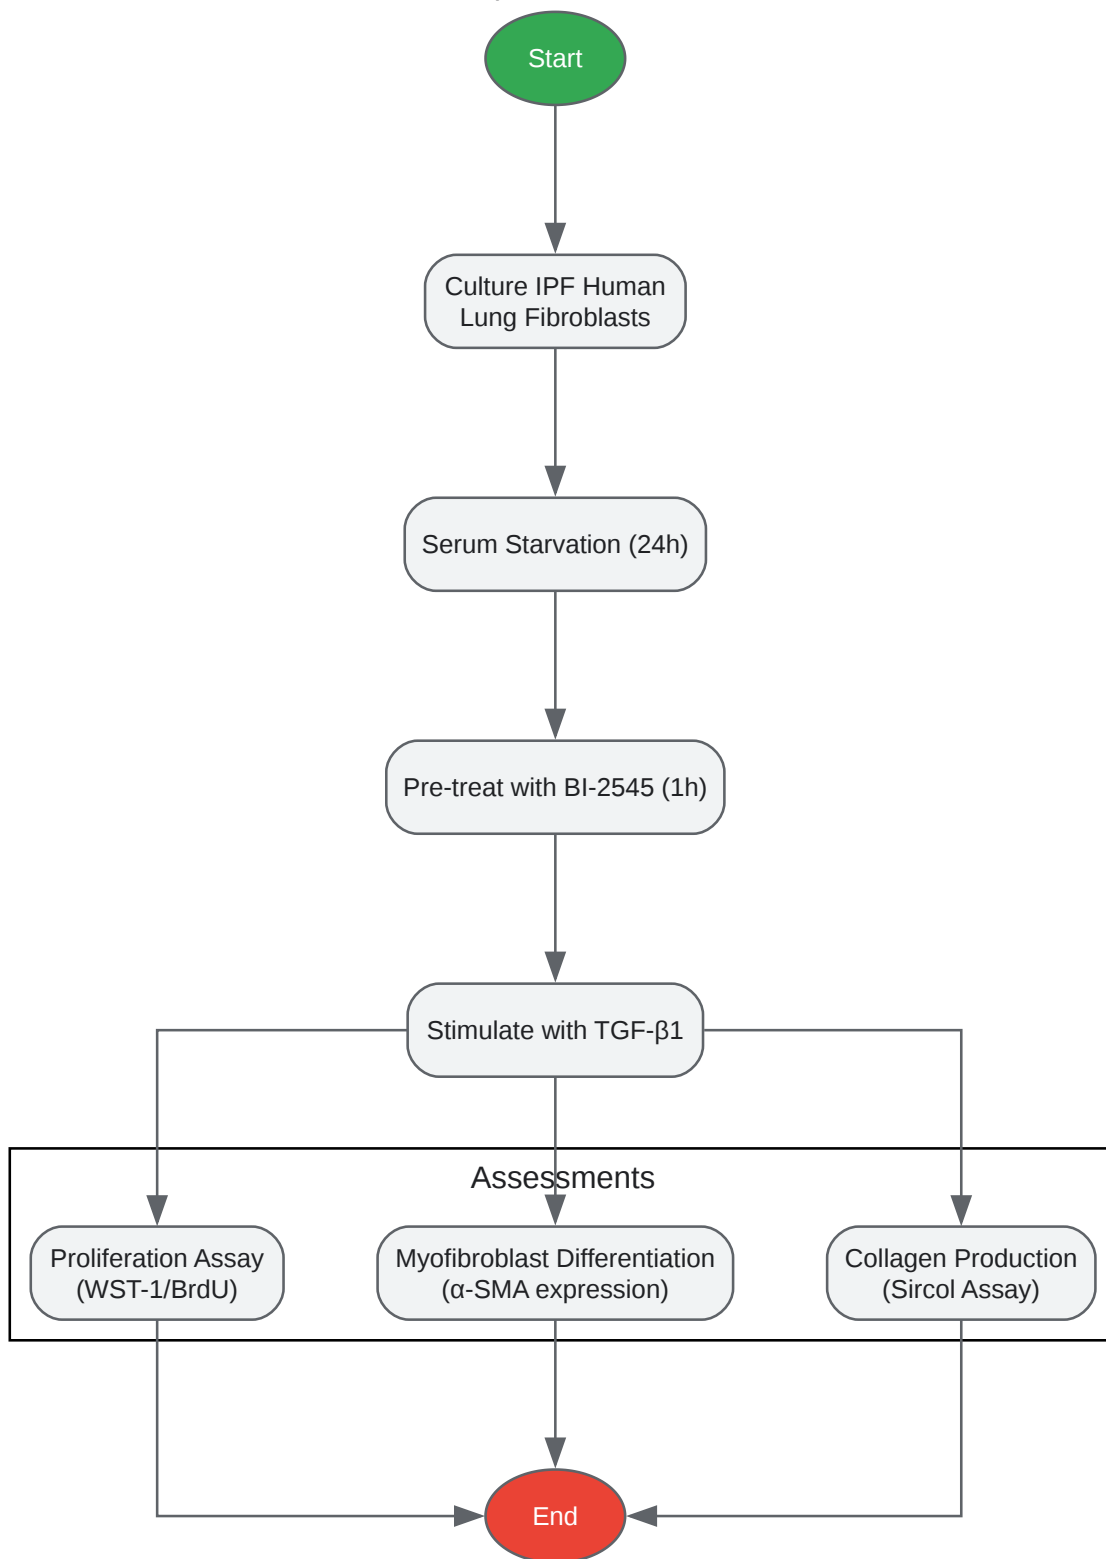 Start
Culture IPF Human
Lung Fibroblasts
Serum Starvation (24h)
Pre-treat with BI-2545 (1h)
Stimulate with TGF-β1
Assessments
Proliferation Assay
(WST-1/BrdU)
Myofibroblast Differentiation
(α-SMA expression)
Collagen Production
(Sircol Assay)
End